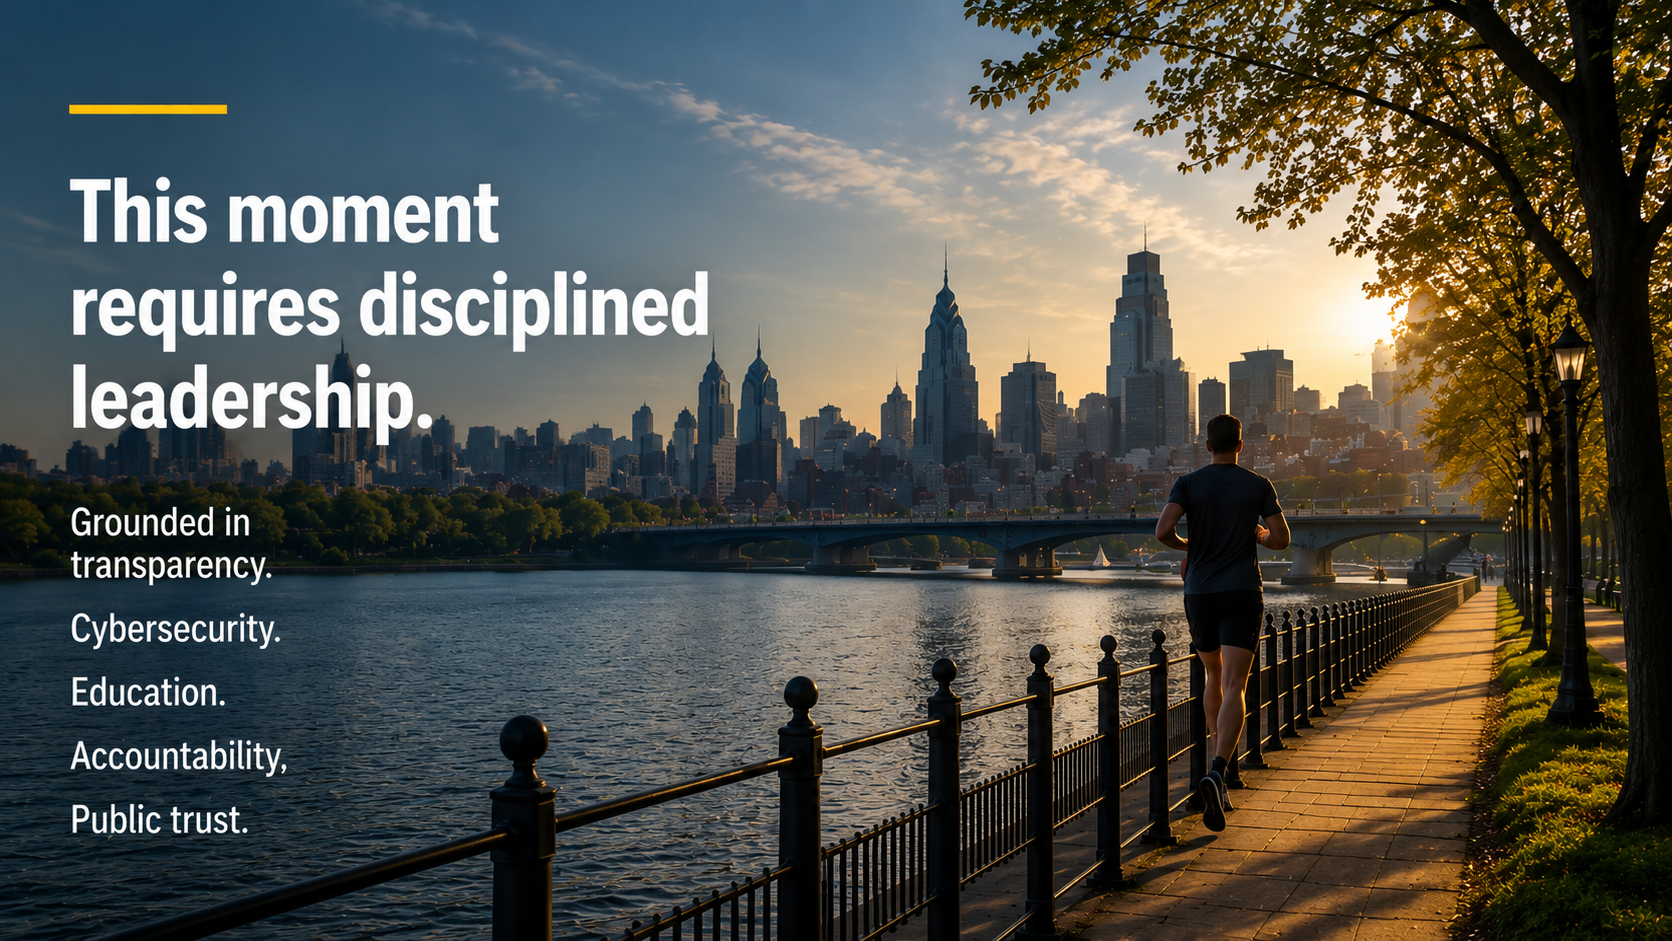 This moment
requires disciplined
leadership.
Grounded in
transparency.
Cybersecurity.
Education.
Accountability,
Public trust.